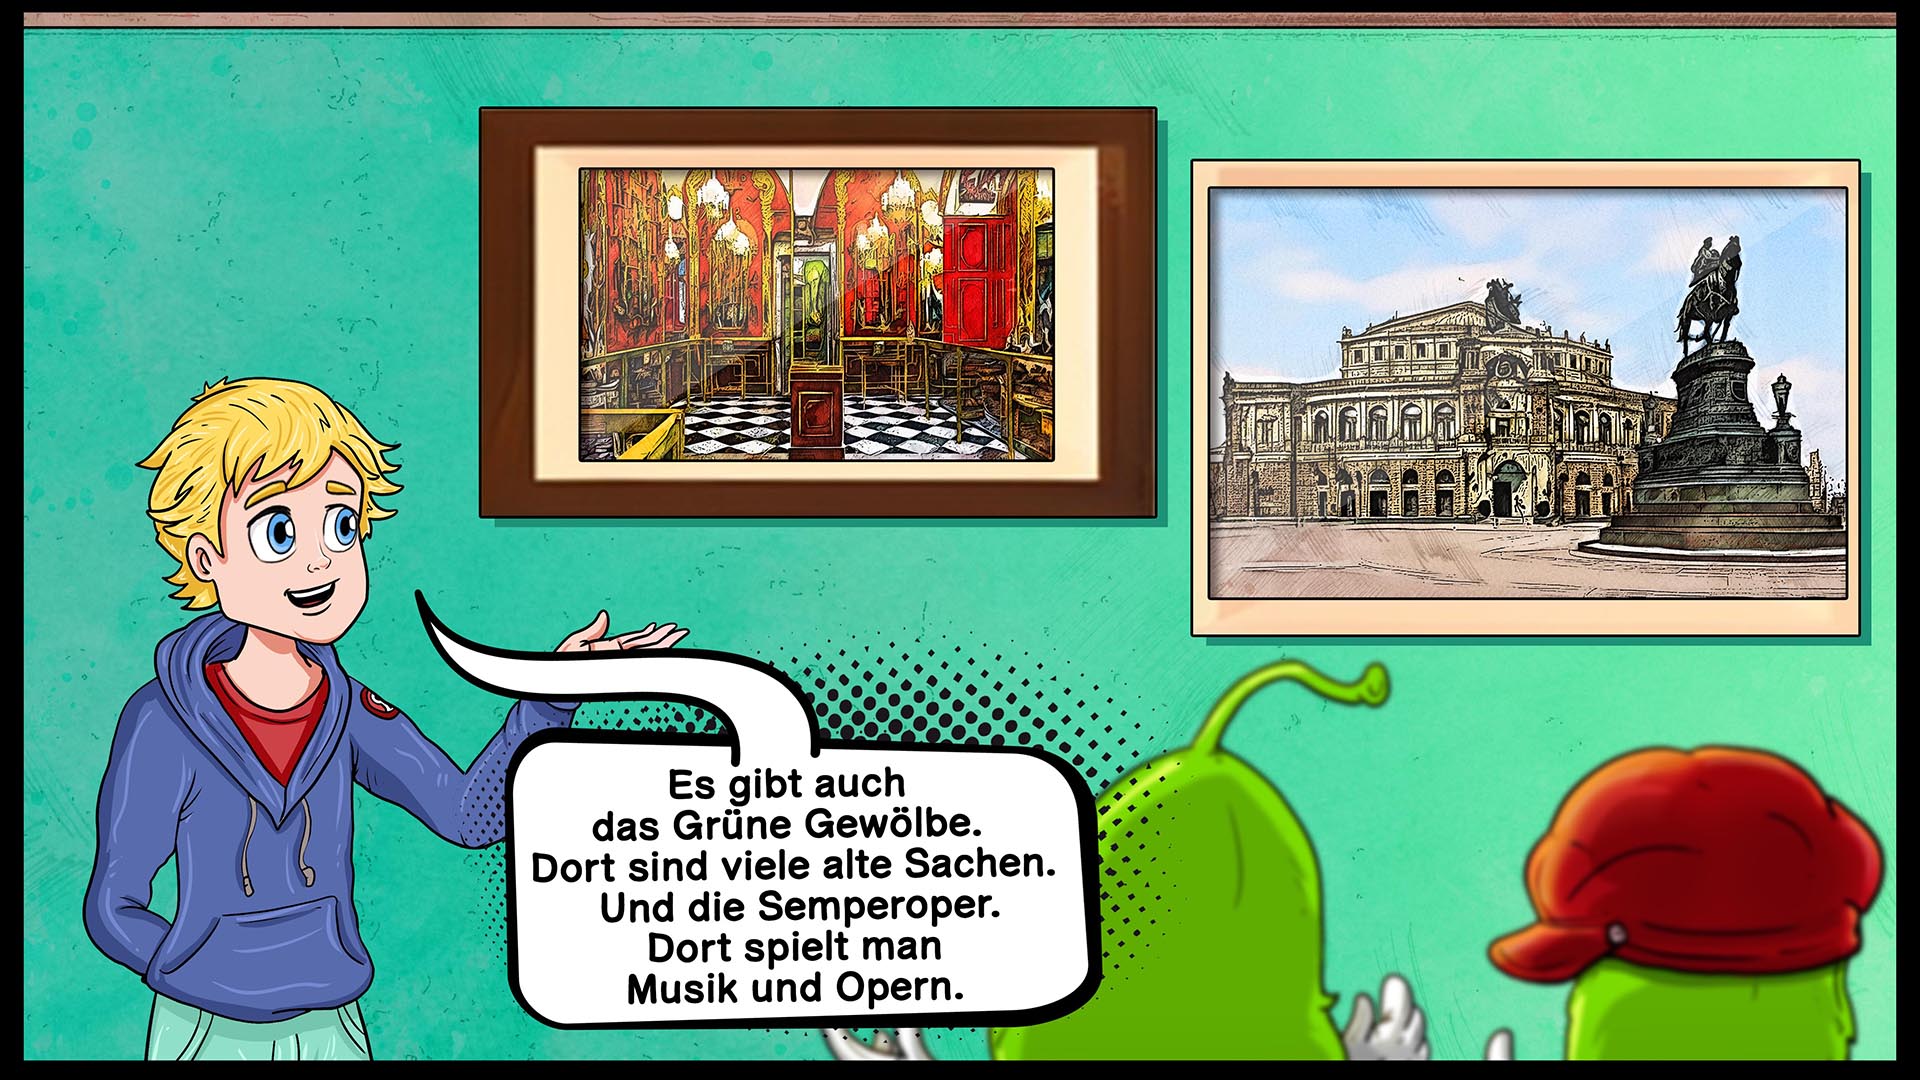 Es gibt auch
das Grüne Gewölbe.
Dort sind viele alte Sachen.
Und die Semperoper.
Dort spielt man
Musik und Opern.